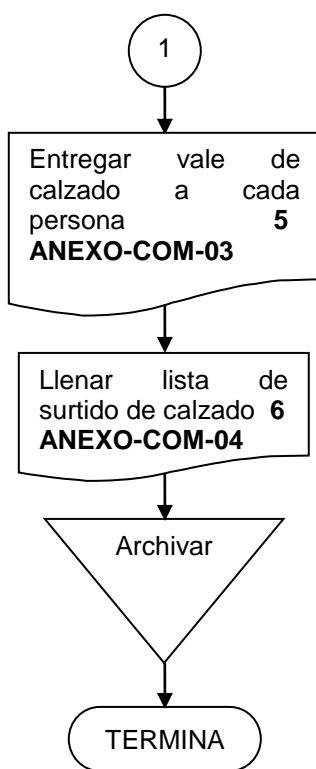 1
Entregar vale de
calzado a cada
persona 5
ANEXO-COM-03
Llenar lista de
surtido de calzado 6
ANEXO-COM-04
Archivar
TERMINA